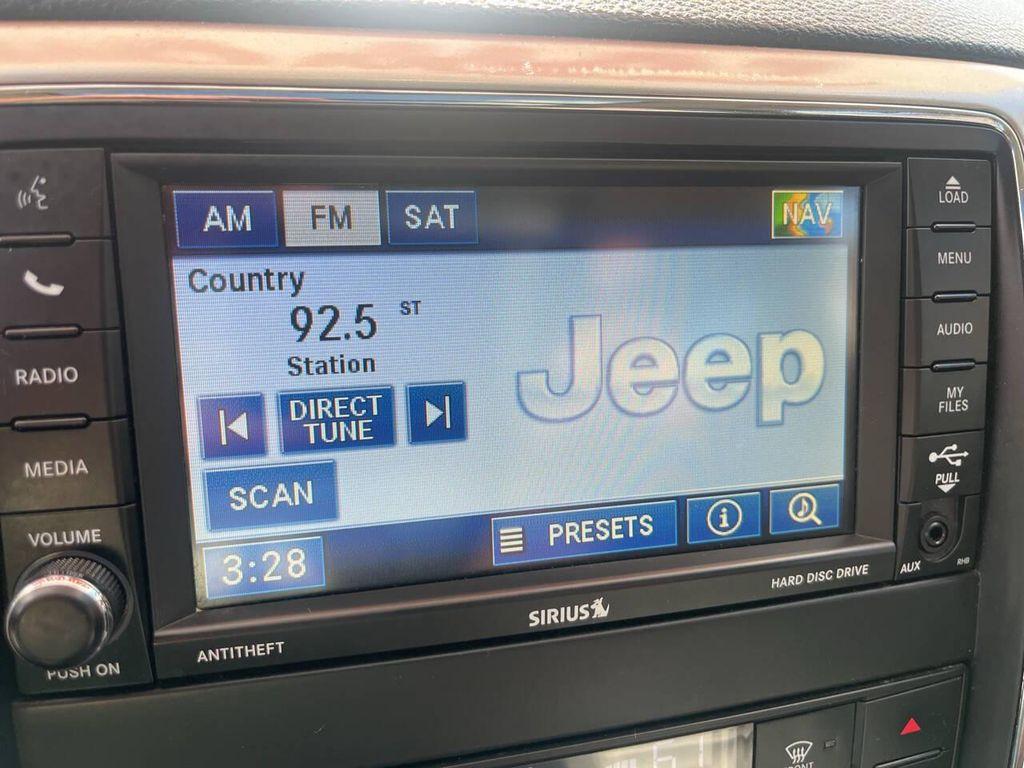 AM
FM
SAT
NAV
Country
92.5
ST
Station
DIRECT
TUNE
SCAN
3:28
PRESETS
Jeep
RADIO
MEDIA
VOLUME
PUSH ON
LOAD
MENU
AUDIO
MY
FILES
PULL
AUX
RHB
ANTITHEFT
SIRIUS
HARD DISC DRIVE